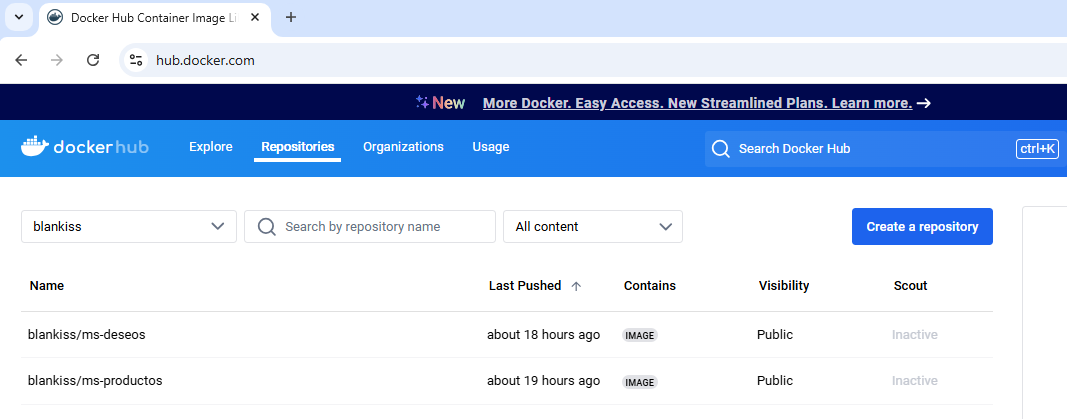 Docker Hub Container Image Li
hub.docker.com
New More Docker. Easy Access. New Streamlined Plans. Learn more. →
dockerhub Explore Repositories Organizations Usage Search Docker Hub ctrl+K
blankiss Search by repository name All content Create a repository
Name Last Pushed ↑ Contains Visibility Scout
blankiss/ms-deseos about 18 hours ago IMAGE Public Inactive
blankiss/ms-productos about 19 hours ago IMAGE Public Inactive